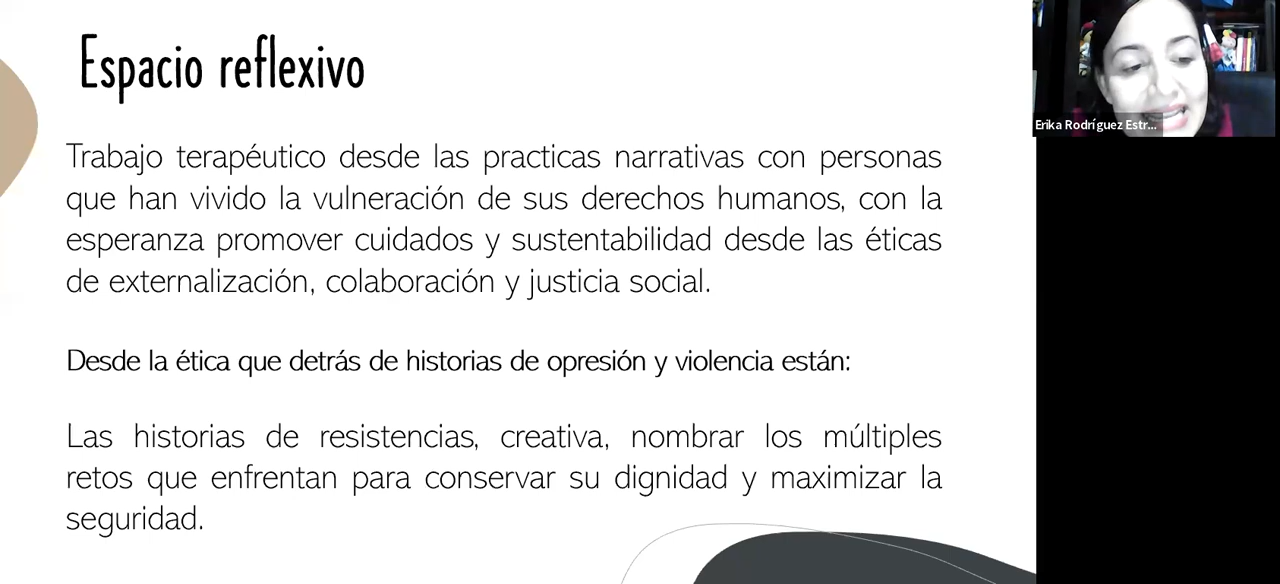 Espacio reflexivo
Trabajo terapéutico desde las practicas narrativas con personas
que han vivido la vulneración de sus derechos humanos, con la
esperanza promover cuidados y sustentabilidad desde las éticas
de externalización, colaboración y justicia social.
Desde la ética que detrás de historias de opresión y violencia están:
Las historias de resistencias, creativa, nombrar los múltiples
retos que enfrentan para conservar su dignidad y maximizar la
seguridad.
Erika Rodríguez Estr...